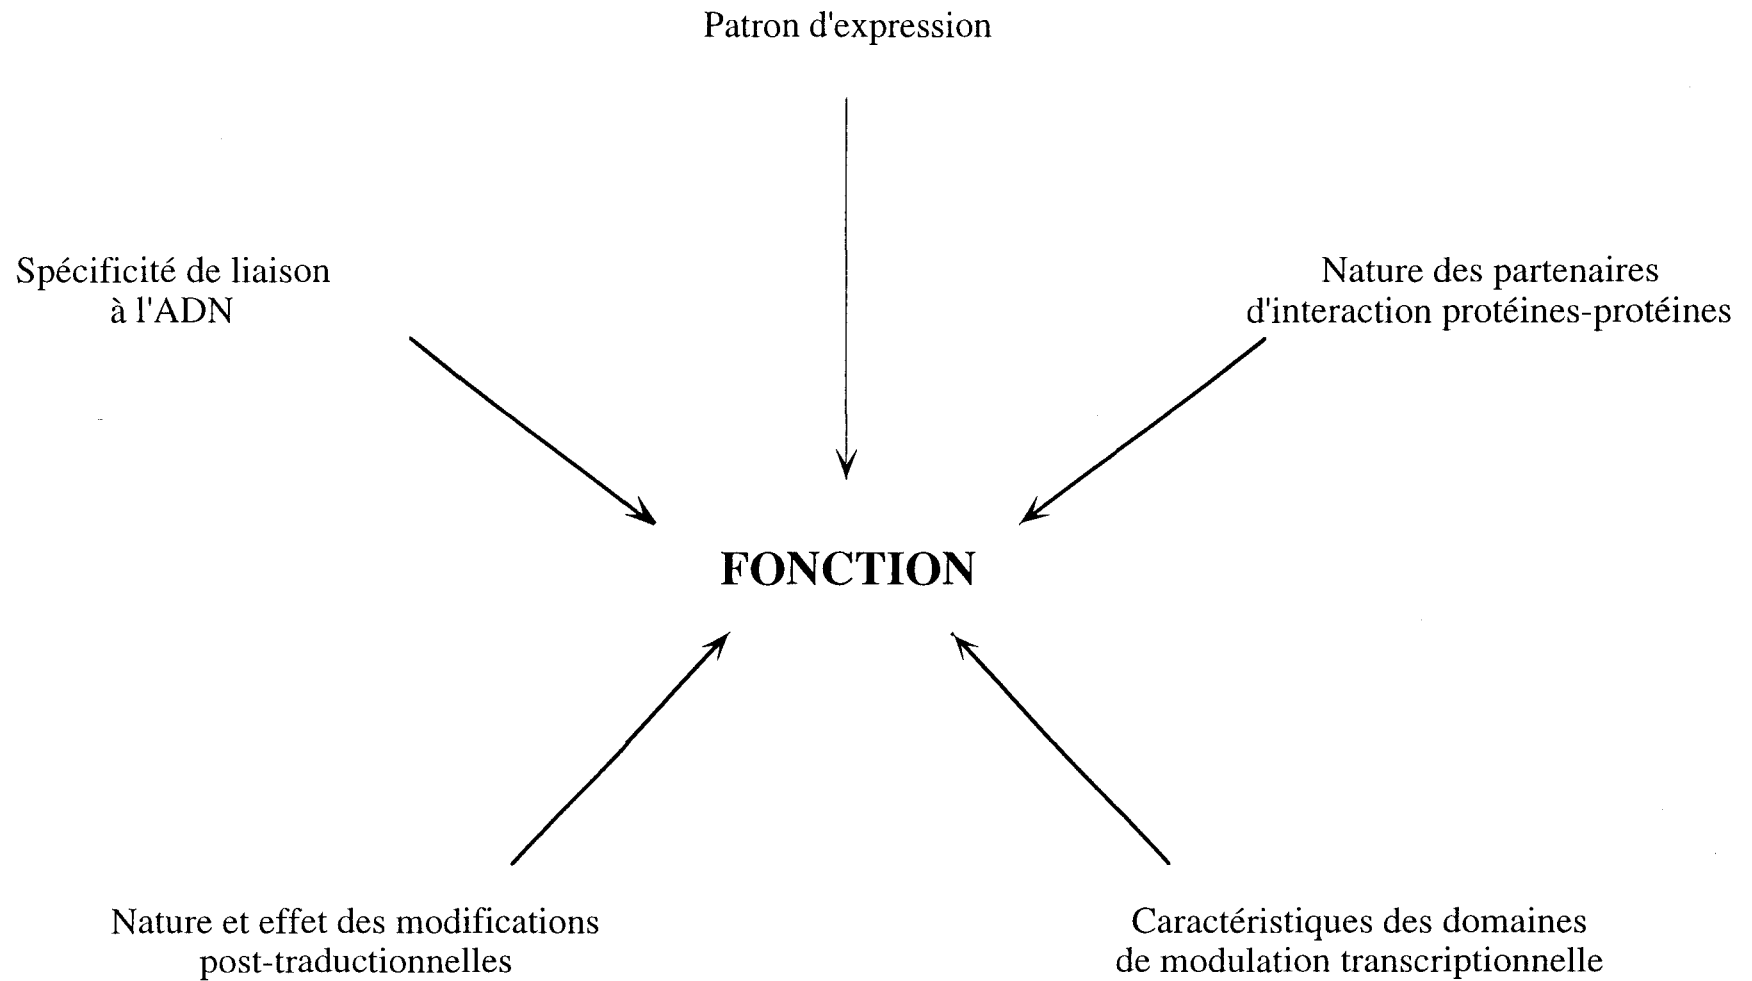 Patron d'expression
Spécificité de liaison
à l'ADN
Nature des partenaires
d'interaction protéines-protéines
FONCTION
Nature et effet des modifications
post-traductionnelles
Caractéristiques des domaines
de modulation transcriptionnelle